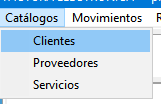 Catálogos Movimientos
Clientes
Proveedores
Servicios